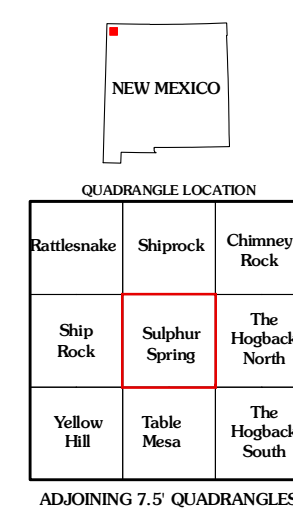 NEW MEXICO
QUADRANGLE LOCATION
Rattlesnake
Shiprock
Chimney
Rock
Ship
Rock
Sulphur
Spring
The
Hogback
North
Yellow
Hill
Table
Mesa
The
Hogback
South
ADJOINING 7.5' QUADRANGLES